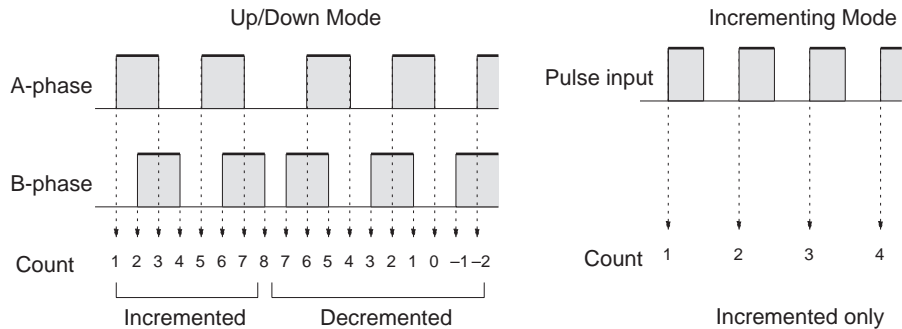 Up/Down Mode
A-phase
B-phase
Count 1 2 3 4 5 6 7 8 7 6 5 4 3 2 1 0 –1 –2
Incremented Decremented
Incrementing Mode
Pulse input
Count 1 2 3 4
Incremented only